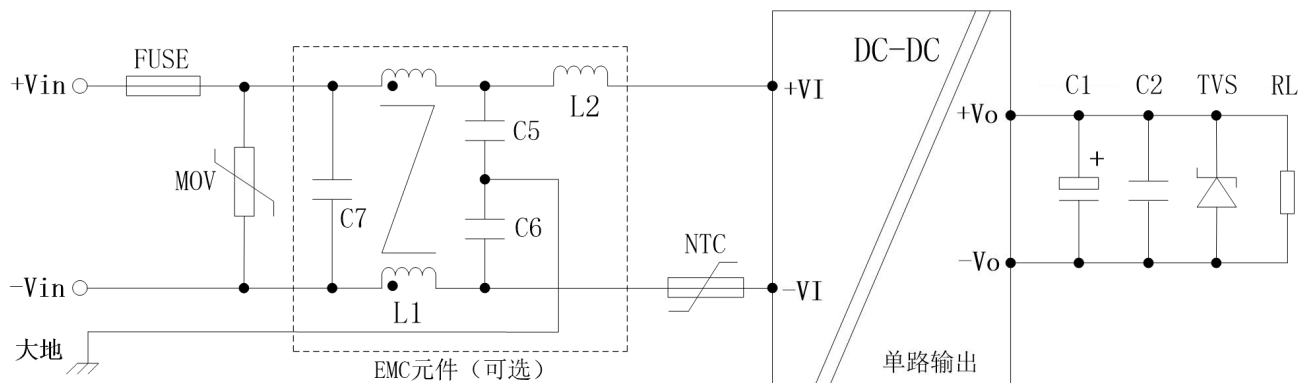 DC-DC
FUSE
+Vin
L2
+VI
C1
C2
TVS
RL
+Vo
C5
+
MOV
C7
C6
NTC
-Vo
-Vin
-VI
L1
大地
EMC元件（可选）
单路输出